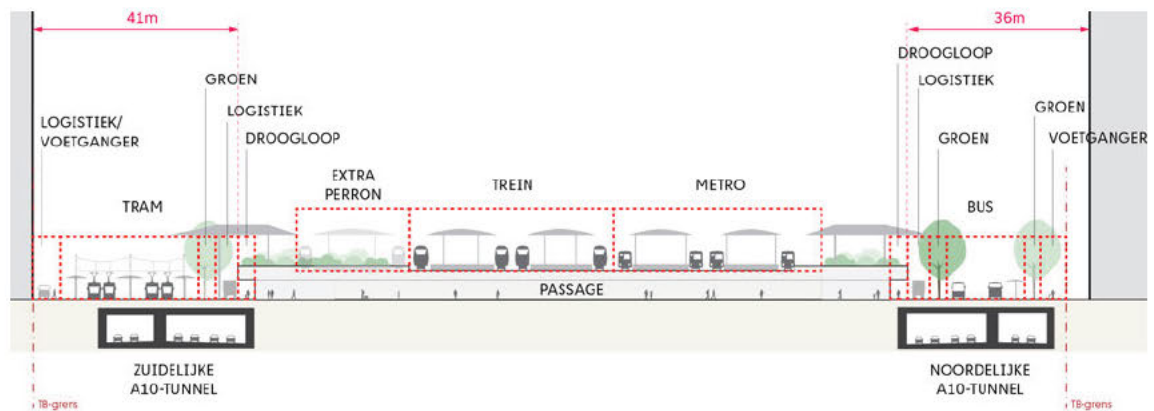 41m
36m
DROOGLOOP
GROEN
LOGISTIEK
GROEN
LOGISTIEK/
VOETGANGER
LOGISTIEK
DROOGLOOP
GROEN
VOETGANGER
EXTRA
PERRON
TREIN
METRO
TRAM
BUS
PASSAGE
ZUIDELIJKE
A10-TUNNEL
NOORDELIJKE
A10-TUNNEL
TB-grens
TB-grens